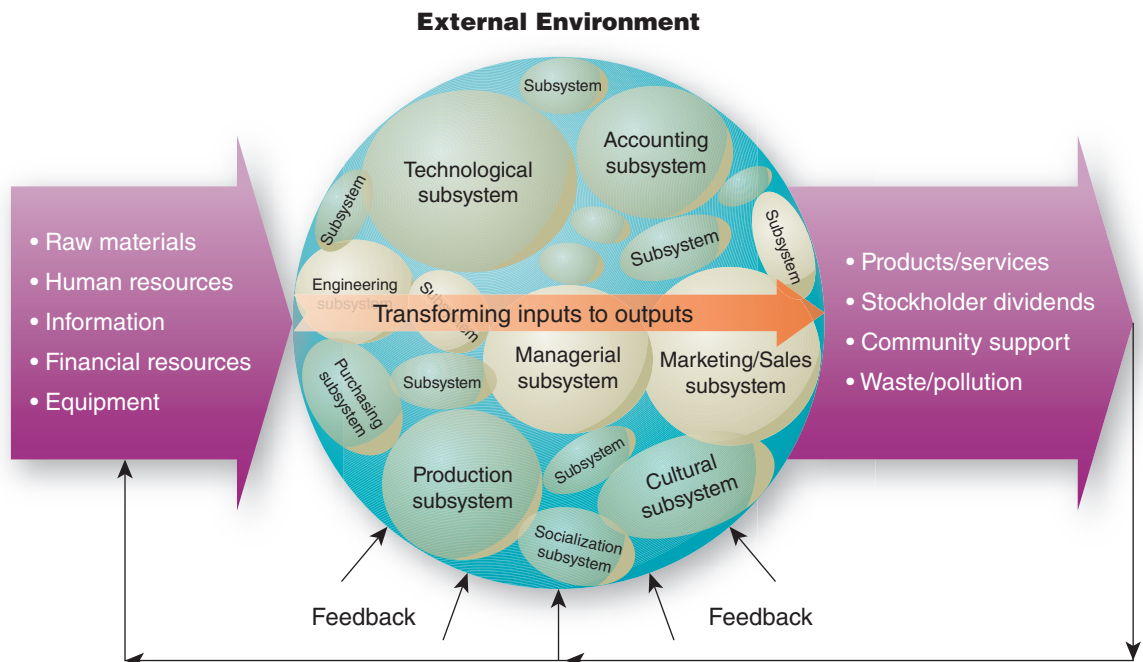 External Environment
• Raw materials
• Human resources
• Information
• Financial resources
• Equipment
Subsystem
Technological
subsystem
Accounting
subsystem
Subsystem
Subsystem
Subsystem
Engineering
subsystem
Subsystem
Transforming inputs to outputs
Purchasing
subsystem
Subsystem
Managerial
subsystem
Marketing/Sales
subsystem
Production
subsystem
Subsystem
Cultural
subsystem
Socialization
subsystem
• Products/services
• Stockholder dividends
• Community support
• Waste/pollution
Feedback
Feedback